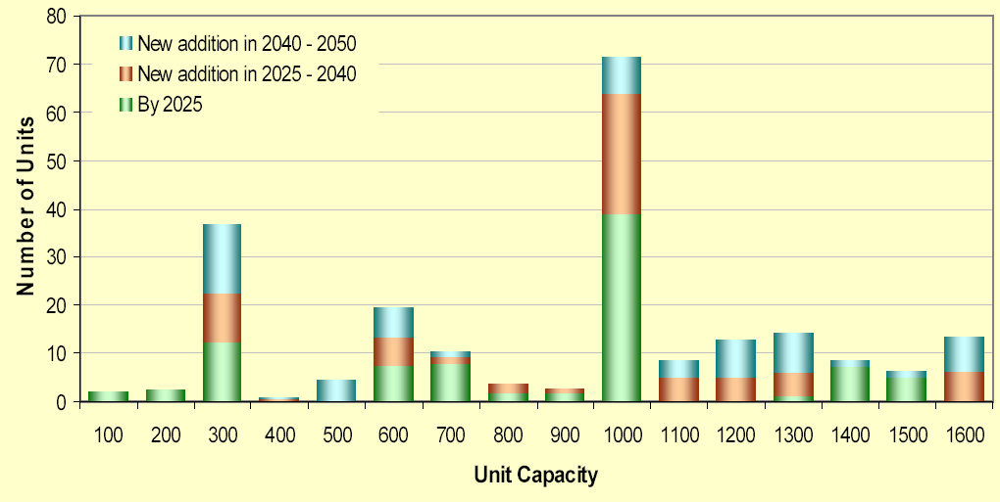 80
70
60
50
40
30
20
10
0
Number of Units
New addition in 2040 - 2050
New addition in 2025 - 2040
By 2025
100 200 300 400 500 600 700 800 900 1000 1100 1200 1300 1400 1500 1600
Unit Capacity